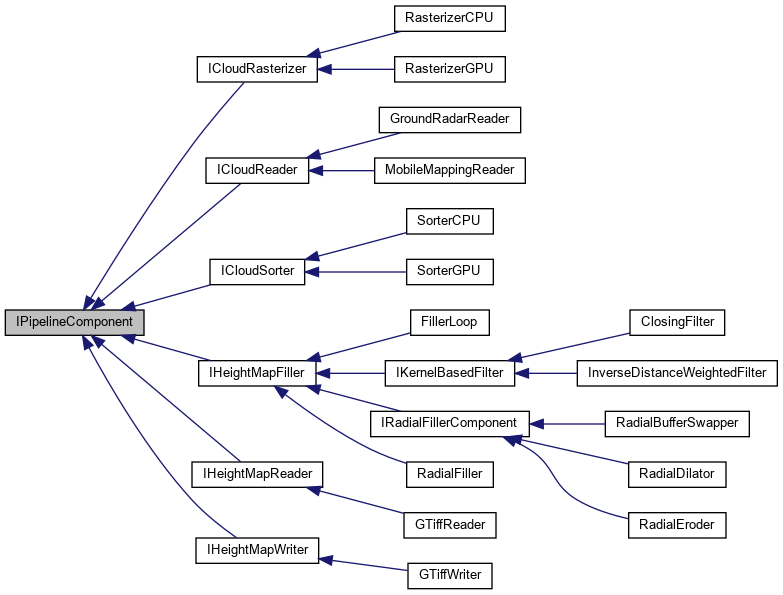 RasterizerCPU
ICloudRasterizer
RasterizerGPU
GroundRadarReader
ICloudReader
MobileMappingReader
SorterCPU
ICloudSorter
SorterGPU
IPipelineComponent
FillerLoop
ClosingFilter
IHeightMapFiller
IKernelBasedFilter
InverseDistanceWeightedFilter
IRadialFillerComponent
RadialBufferSwapper
IHeightMapReader
RadialFiller
RadialDilator
GTiffReader
RadialEroder
IHeightMapWriter
GTiffWriter